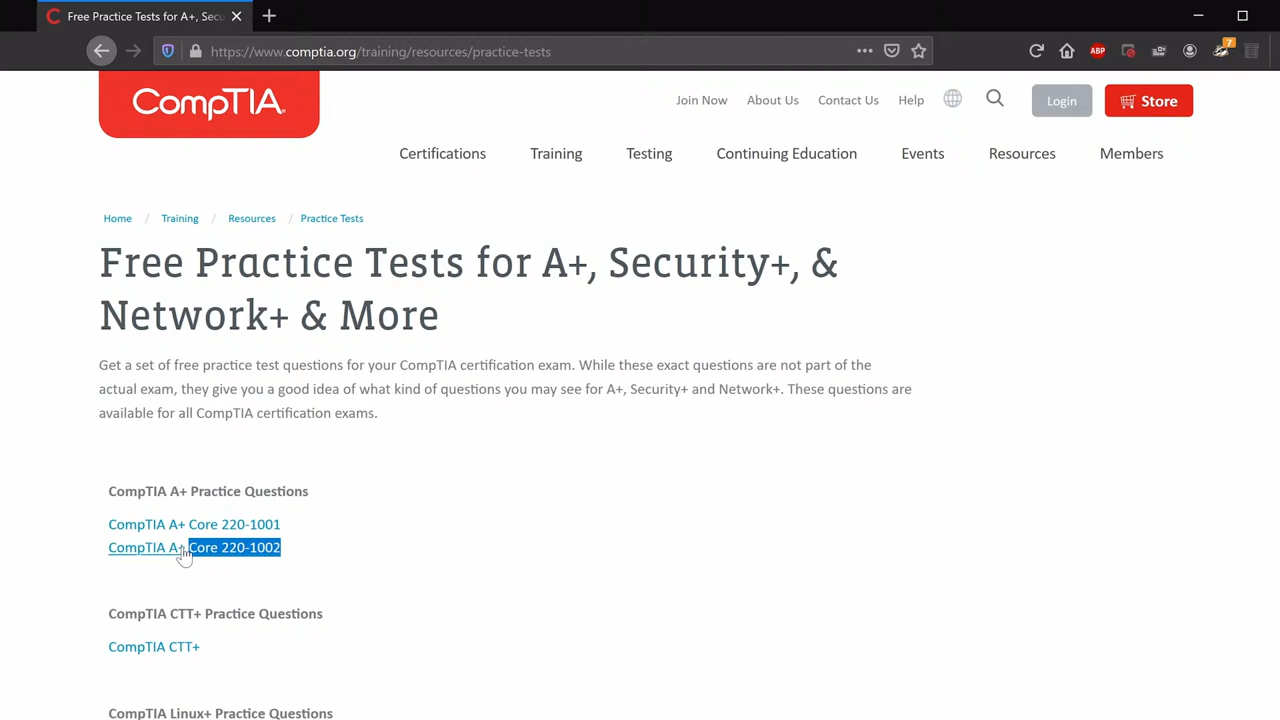 Free Practice Tests for A+, Secu
https://www.comptia.org/training/resources/practice-tests
ABP
7
CompTIA.
Join Now
About Us
Contact Us
Help
Login
Store
Certifications
Training
Testing
Continuing Education
Events
Resources
Members
Home / Training / Resources / Practice Tests
Free Practice Tests for A+, Security+, &
Network+ & More
Get a set of free practice test questions for your CompTIA certification exam. While these exact questions are not part of the
actual exam, they give you a good idea of what kind of questions you may see for A+, Security+ and Network+. These questions are
available for all CompTIA certification exams.
CompTIA A+ Practice Questions
CompTIA A+ Core 220-1001
CompTIA A+ Core 220-1002
CompTIA CTT+ Practice Questions
CompTIA CTT+
CompTIA Linux+ Practice Questions